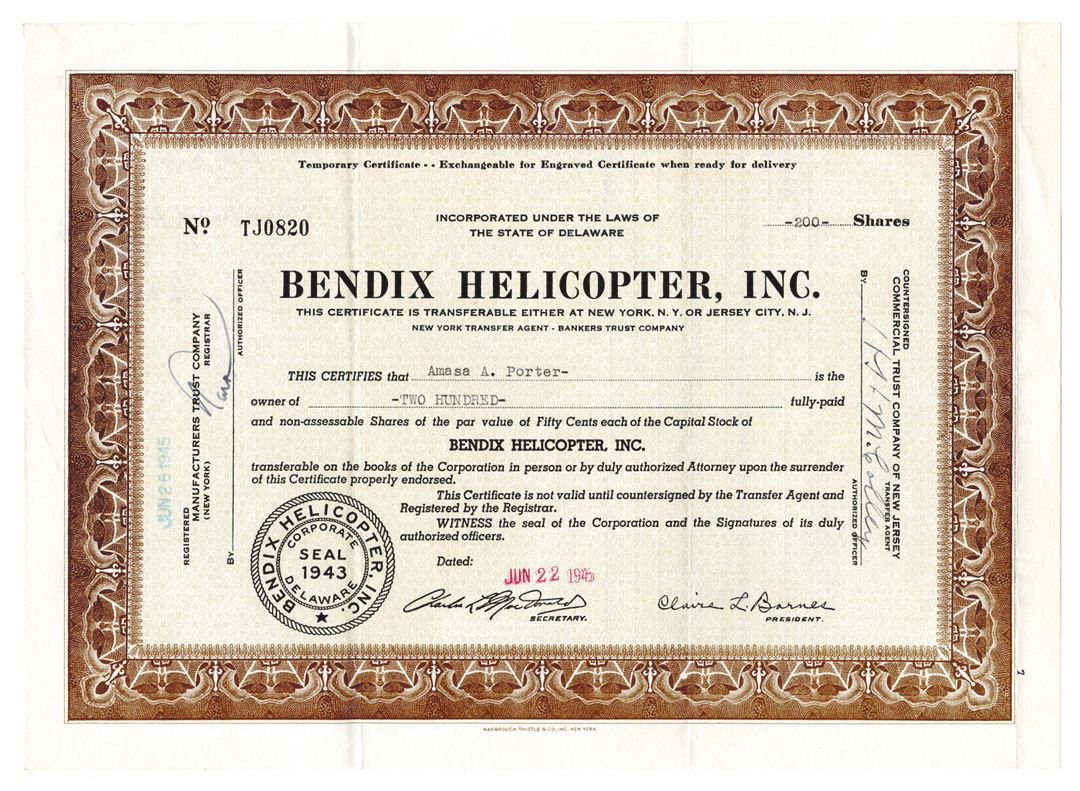 Temporary Certificate - - Exchangeable for Engraved Certificate when ready for delivery
No TJ0820
INCORPORATED UNDER THE LAWS OF
THE STATE OF DELAWARE
-200- Shares
BENDIX HELICOPTER, INC.
THIS CERTIFICATE IS TRANSFERABLE EITHER AT NEW YORK, N. Y. OR JERSEY CITY, N. J.
NEW YORK TRANSFER AGENT - BANKERS TRUST COMPANY
THIS CERTIFIES that Amasa A. Porter- is the
owner of -TWO HUNDRED- fully-paid
and non-assessable Shares of the par value of Fifty Cents each of the Capital Stock of
BENDIX HELICOPTER, INC.
transferable on the books of the Corporation in person or by duly authorized Attorney upon the surrender
of this Certificate properly endorsed.
This Certificate is not valid until countersigned by the Transfer Agent and
Registered by the Registrar.
WITNESS the seal of the Corporation and the Signatures of its duly
authorized officers.
Dated:
JUN 22 1945
Charles L. MacDonald
SECRETARY.
Claire L. Barnes
PRESIDENT.
BENDIX HELICOPTER, INC.
CORPORATE
SEAL
1943
DELAWARE
JUN 26 1945
REGISTERED
MANUFACTURERS TRUST COMPANY
(NEW YORK)
REGISTRAR
BY
AUTHORIZED OFFICER
COUNTERSIGNED
COMMERCIAL TRUST COMPANY OF NEW JERSEY
TRANSFER AGENT
BY
AUTHORIZED OFFICER
HASBROUCK, THISTLE & CO., INC. NEW YORK.